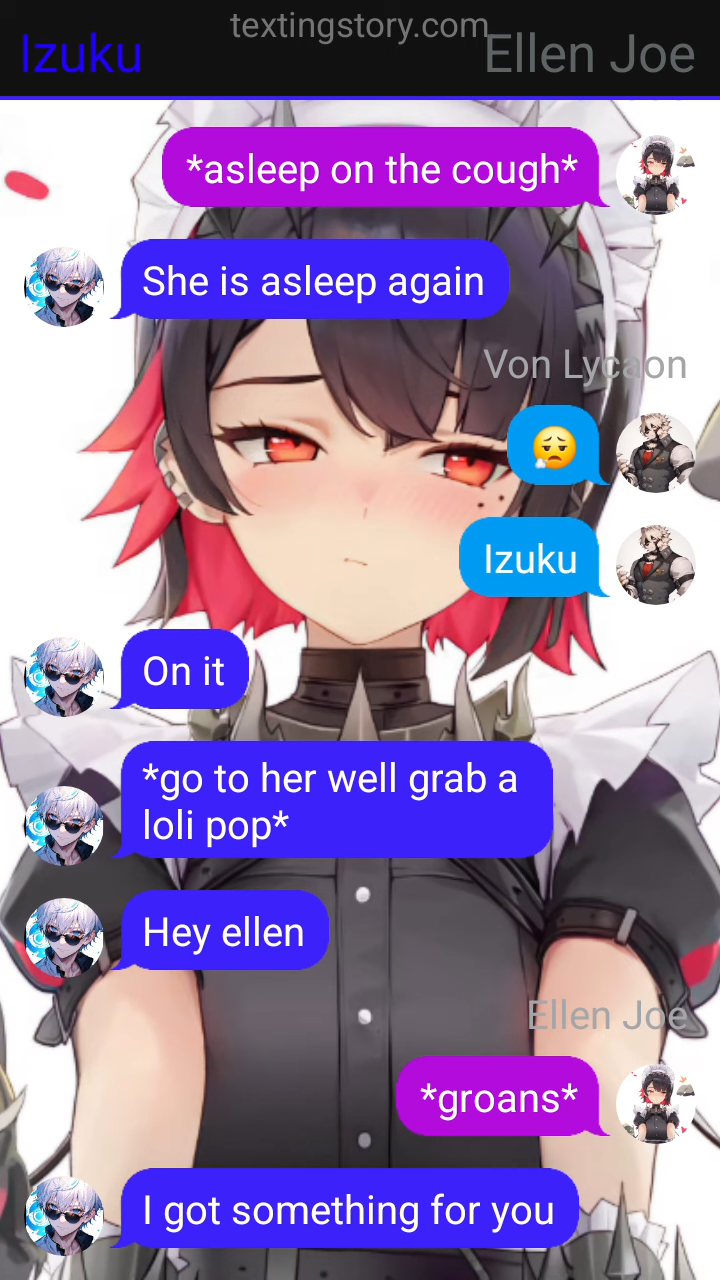 textingstory.com
Izuku
Ellen Joe
*asleep on the cough*
She is asleep again
Von Lycaon
Izuku
On it
*go to her well grab a
loli pop*
Hey ellen
Ellen Joe
*groans*
I got something for you